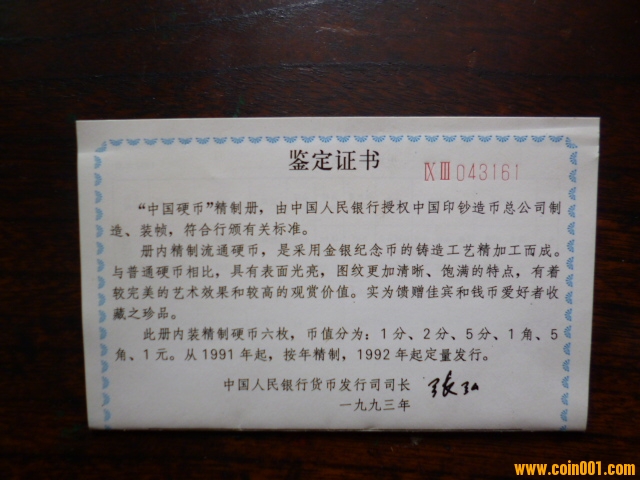 鉴定证书
ⅨⅢ 043161
“中国硬币”精制册，由中国人民银行授权中国印钞造币总公司制
造、装帧，符合行颁有关标准。
册内精制流通硬币，是采用金银纪念币的铸造工艺精加工而成。
与普通硬币相比，具有表面光亮，图纹更加清晰、饱满的特点，有着
较完美的艺术效果和较高的观赏价值。实为馈赠佳宾和钱币爱好者收
藏之珍品。
此册内装精制硬币六枚，币值分为：1分、2分、5分、1角、5
角、1元。从1991年起，按年精制，1992年起定量发行。
中国人民银行货币发行司司长 张弘
一九九三年
www.coin001.com